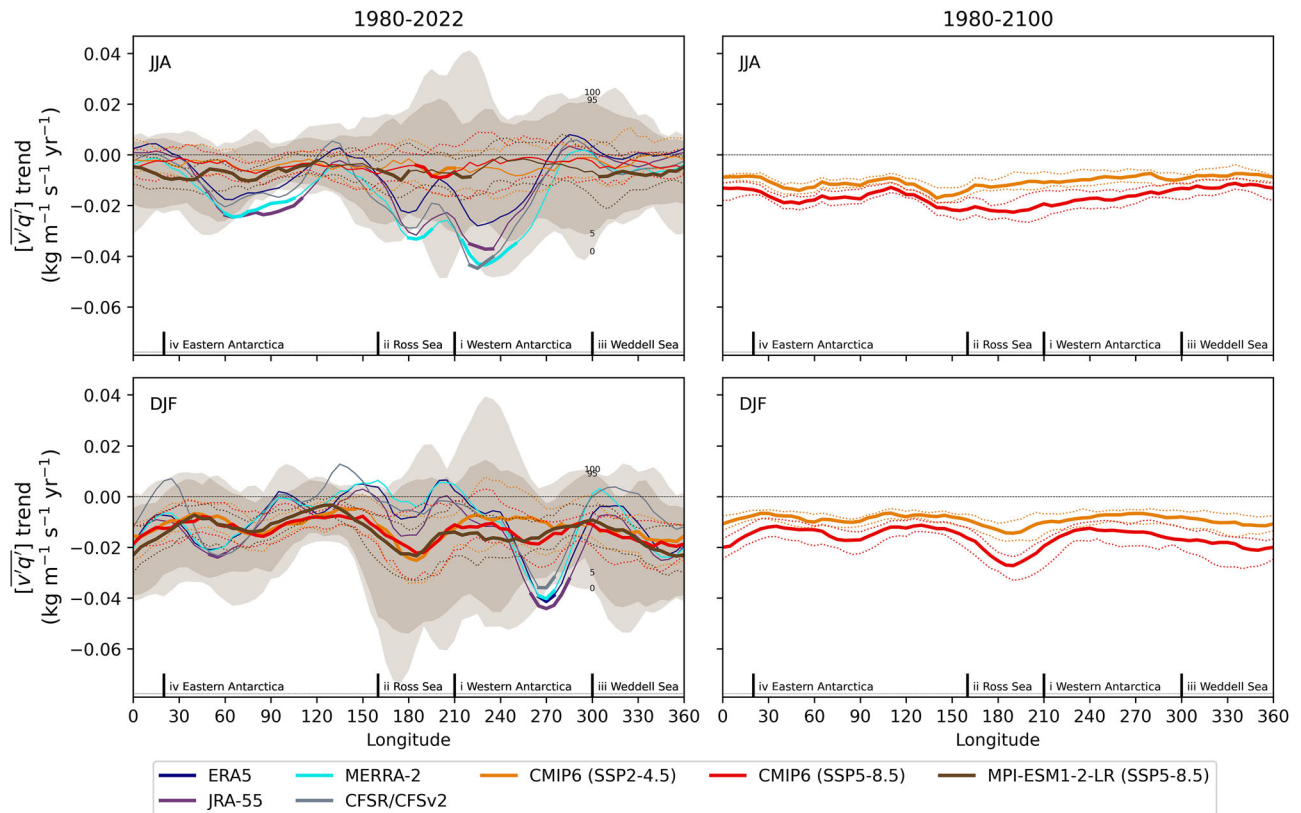 1980-2022
1980-2100
[v′q′] trend
(kg m⁻¹ s⁻¹ yr⁻¹)
0.04
0.02
0.00
−0.02
−0.04
−0.06
JJA
100
95
5
0
iv Eastern Antarctica
ii Ross Sea
i Western Antarctica
iii Weddell Sea
JJA
iv Eastern Antarctica
ii Ross Sea
i Western Antarctica
iii Weddell Sea
[v′q′] trend
(kg m⁻¹ s⁻¹ yr⁻¹)
0.04
0.02
0.00
−0.02
−0.04
−0.06
DJF
100
95
5
0
iv Eastern Antarctica
ii Ross Sea
i Western Antarctica
iii Weddell Sea
DJF
iv Eastern Antarctica
ii Ross Sea
i Western Antarctica
iii Weddell Sea
0 30 60 90 120 150 180 210 240 270 300 330 360
0 30 60 90 120 150 180 210 240 270 300 330 360
Longitude
Longitude
ERA5
MERRA-2
CMIP6 (SSP2-4.5)
CMIP6 (SSP5-8.5)
MPI-ESM1-2-LR (SSP5-8.5)
JRA-55
CFSR/CFSv2